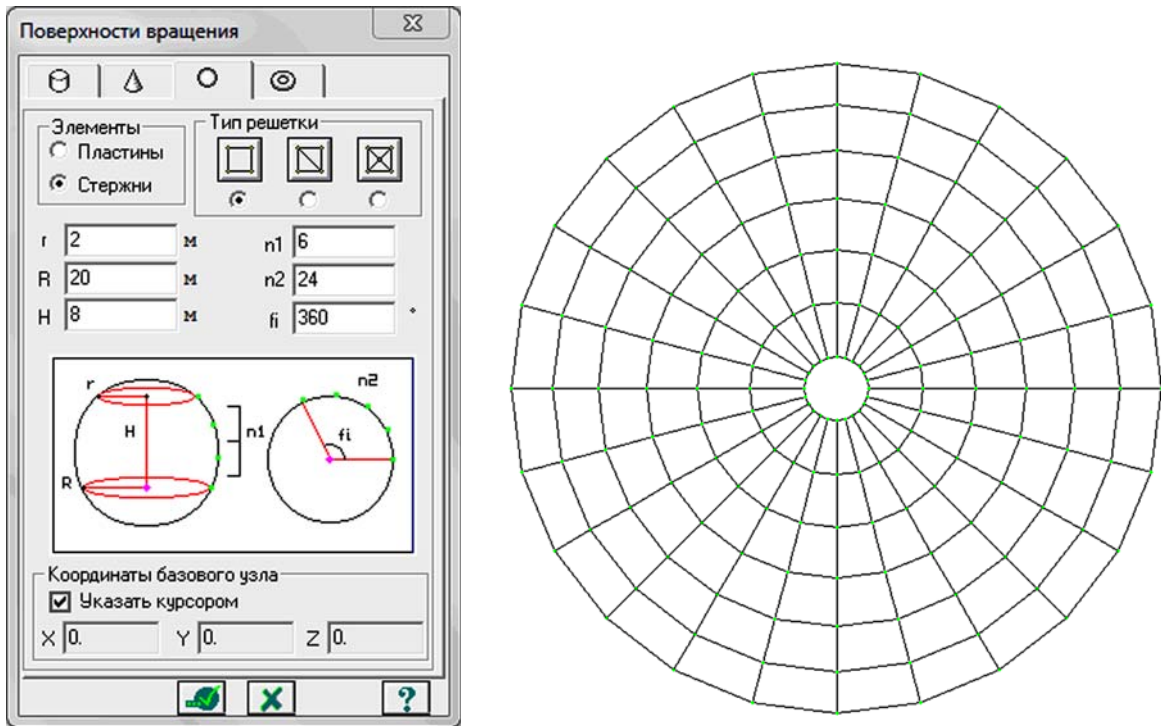 Поверхности вращения
Элементы
Пластины
Стержни
Тип решетки
r 2 м n1 6
R 20 м n2 24
H 8 м fi 360 °
r
H
R
n1
n2
fi
Координаты базового узла
Указать курсором
X 0. Y 0. Z 0.
?